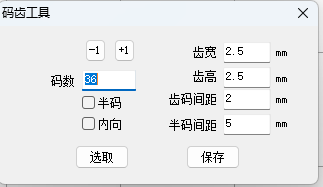 码齿工具
-1 +1 齿宽 2.5 mm
码数 36 齿高 2.5 mm
半码 齿码间距 2 mm
内向 半码间距 5 mm
选取 保存